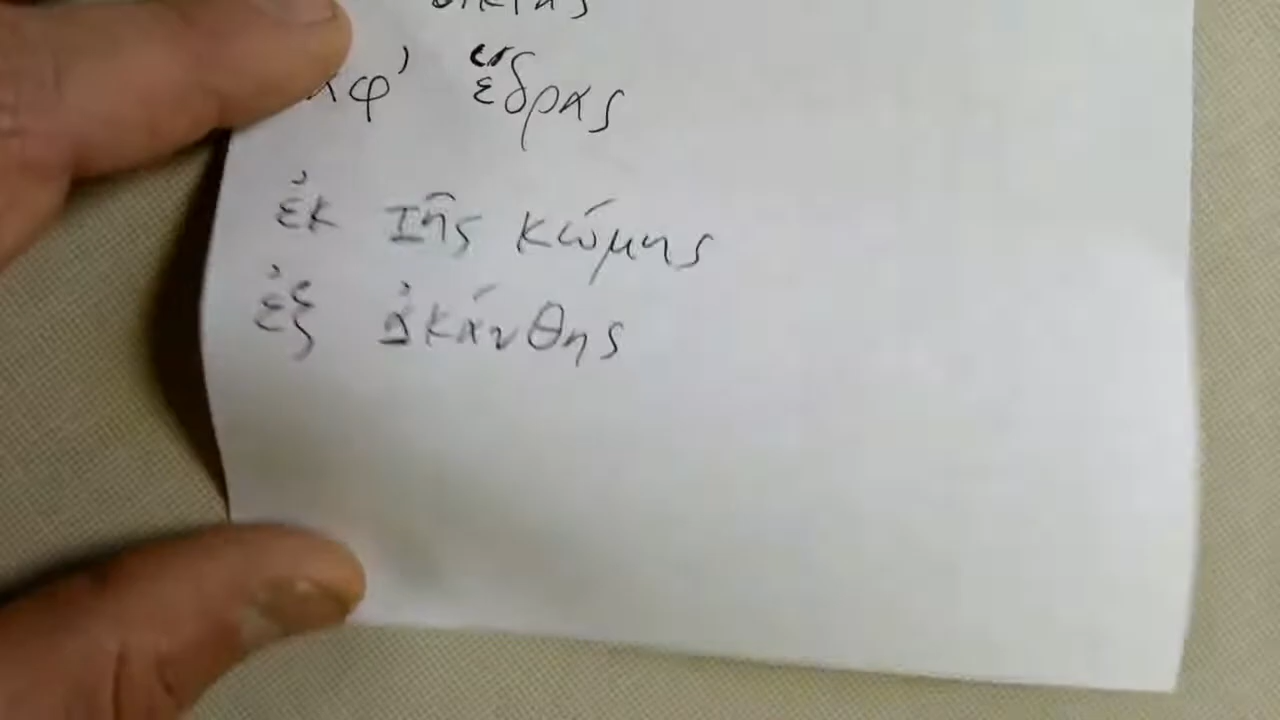 ἀφ’ ἕδρας
ἐκ τῆς κώμης
ἐξ ἀκάνθης